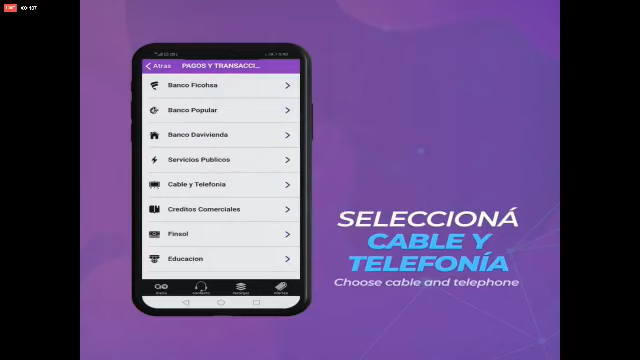 107
Atras
PAGOS Y TRANSACCI...
Banco Ficohsa
Banco Popular
Banco Davivienda
Servicios Publicos
Cable y Telefonia
Creditos Comerciales
Finsol
Educacion
SELECCIONÁ
CABLE Y
TELEFONÍA
Choose cable and telephone